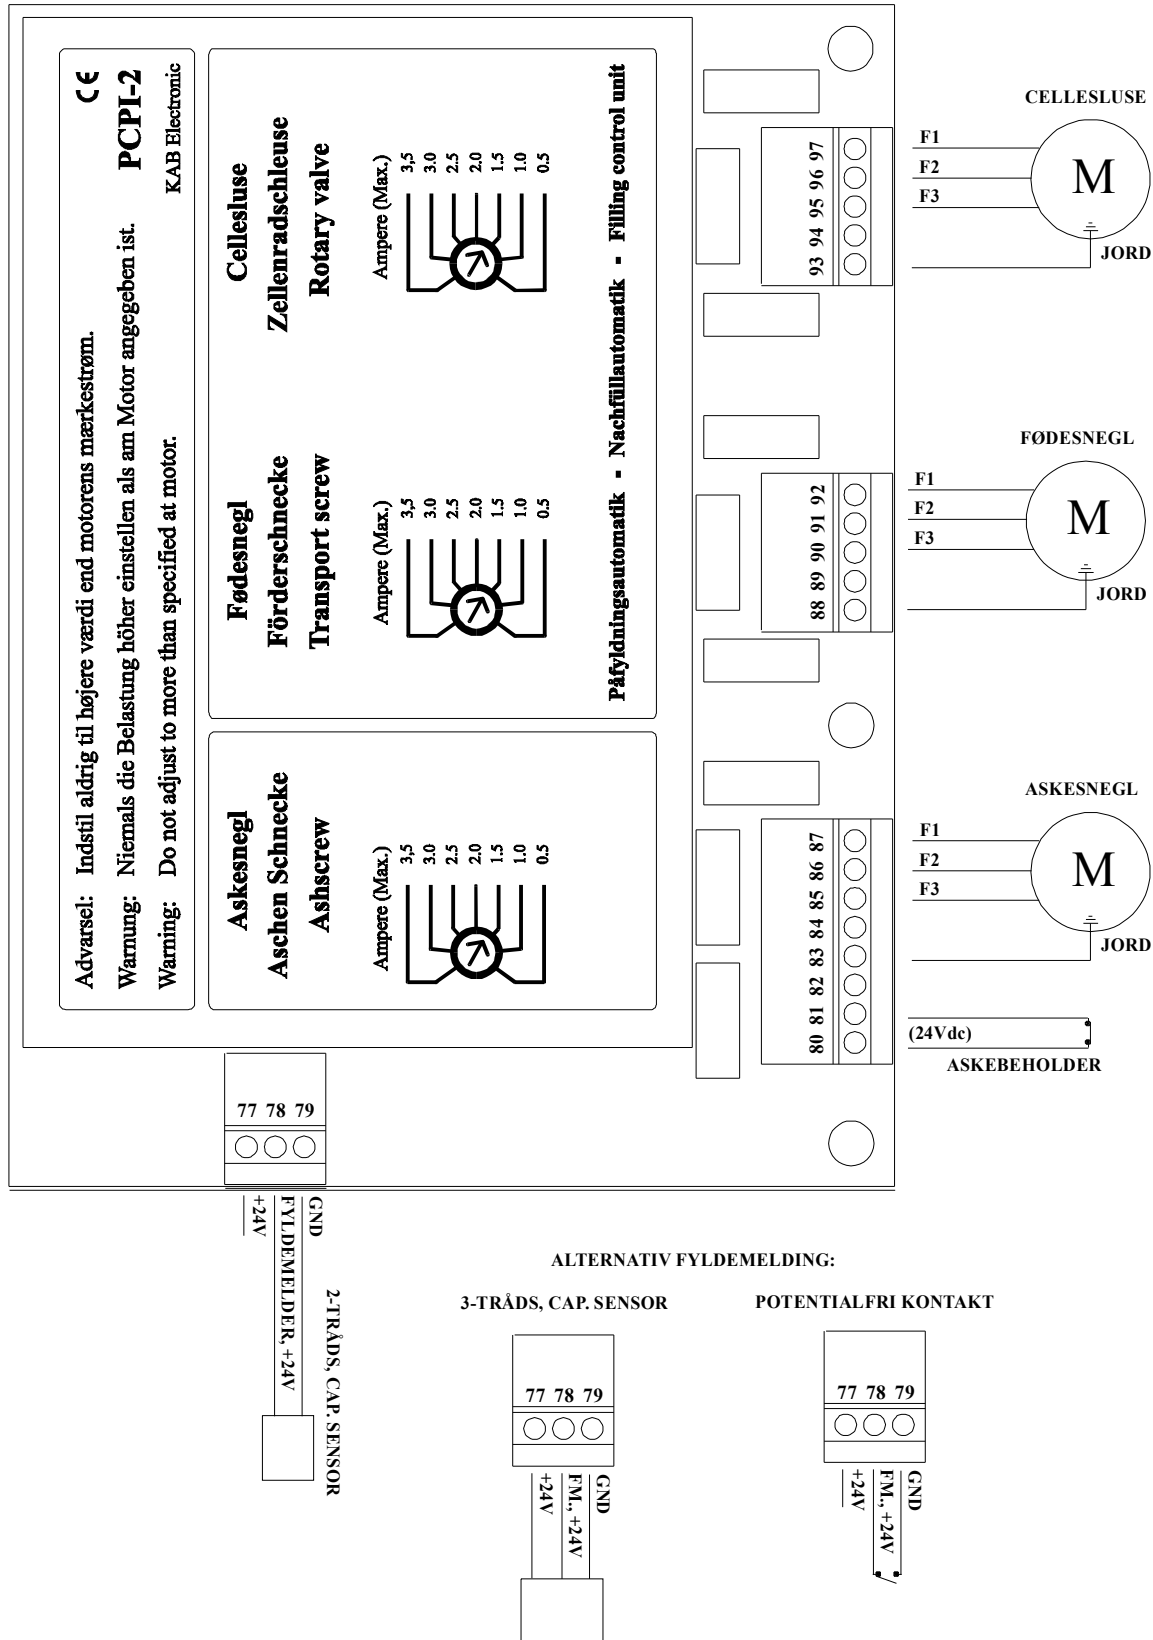 Advarsel: Indstil aldrig til højere værdi end motorens mærkestrøm.
CE
Warnung: Niemals die Belastung höher einstellen als am Motor angegeben ist.
PCPI-2
Warning: Do not adjust to more than specified at motor.
KAB Electronic
Askesnegl
Aschen Schnecke
Ashscrew
Ampere (Max.)
3,5
3.0
2.5
2.0
1.5
1.0
0.5
Fødesnegl
Förderschnecke
Transport screw
Ampere (Max.)
3,5
3.0
2.5
2.0
1.5
1.0
0.5
Cellesluse
Zellenradschleuse
Rotary valve
Ampere (Max.)
3,5
3.0
2.5
2.0
1.5
1.0
0.5
Påfyldningsautomatik - Nachfüllautomatik - Filling control unit
93 94 95 96 97
CELLESLUSE
F1
F2
F3
M
JORD
88 89 90 91 92
FØDESNEGL
F1
F2
F3
M
JORD
80 81 82 83 84 85 86 87
ASKESNEGL
F1
F2
F3
M
JORD
(24Vdc)
ASKEBEHOLDER
77 78 79
GND
FYLDEMELDER, +24V
+24V
2-TRÅDS, CAP. SENSOR
ALTERNATIV FYLDEMELDING:
3-TRÅDS, CAP. SENSOR
77 78 79
GND
FM., +24V
+24V
POTENTIALFRI KONTAKT
77 78 79
GND
FM., +24V
+24V